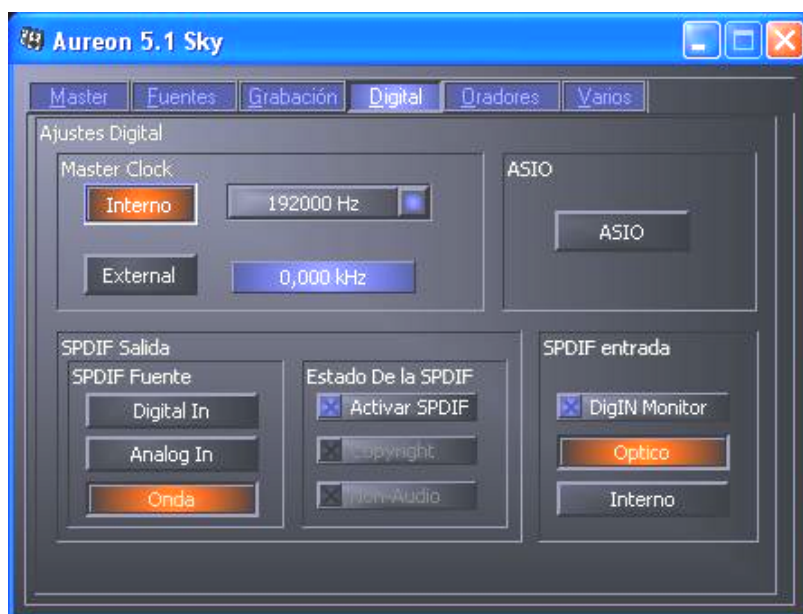 Aureon 5.1 Sky
Master Fuentes Grabación Digital Oradores Varios
Ajustes Digital
Master Clock
Interno
192000 Hz
External
0,000 kHz
ASIO
ASIO
SPDIF Salida
SPDIF Fuente
Digital In
Analog In
Onda
Estado De la SPDIF
Activar SPDIF
Copyright
Non-Audio
SPDIF entrada
DigIN Monitor
Optico
Interno